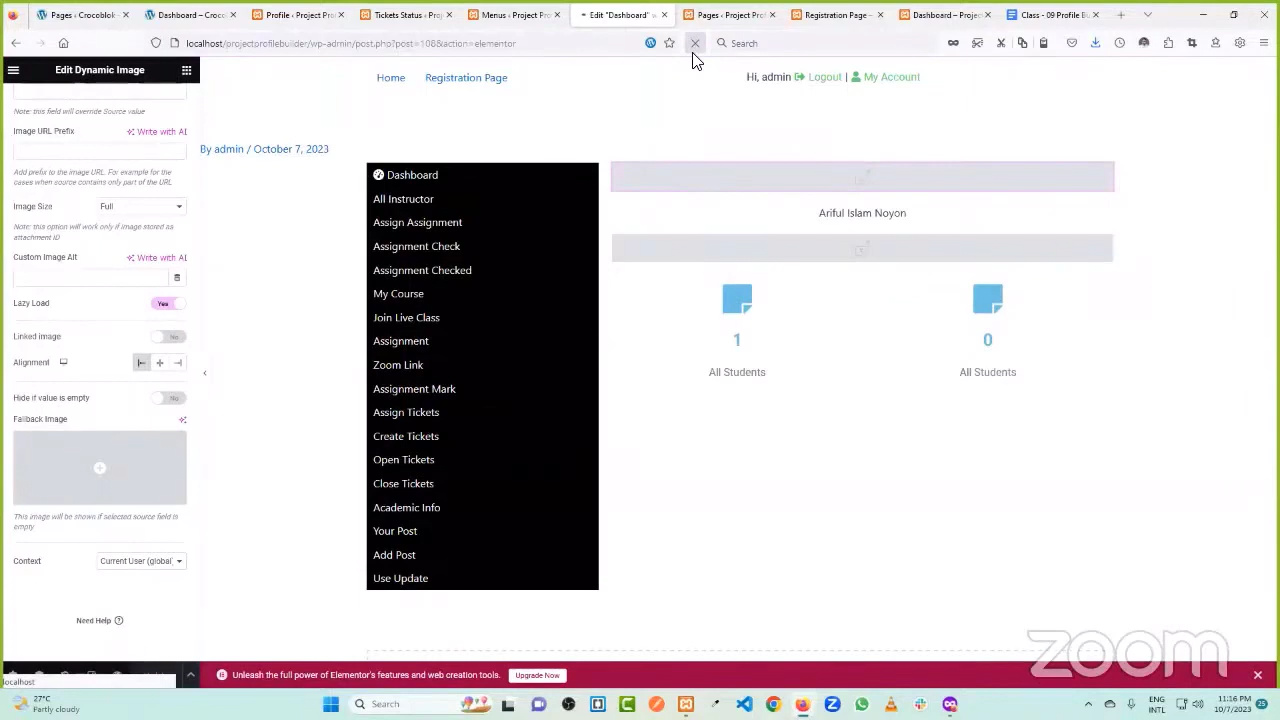 WordPress Dashboard - Crocol
Profile ‹ Project Prof
Tickets Status ‹ Projec
Menus ‹ Project Pro
Edit "Dashboard" w
Pages ‹ Project Profi
Registration Page –
Dashboard – Projec
Class - 09 Profile Bu
localhost/projectprofilebuilder/wp-admin/post.php?post=108&action=elementor
Search
Edit Dynamic Image
Home
Registration Page
Hi, admin Logout | My Account
Note: this field will override Source value
Image URL Prefix
Write with AI
Add prefix to the image URL. For example for the
cases when source contains only part of the URL
Image Size
Full
Note: this option will work only if image stored as
attachment ID
Custom Image Alt
Write with AI
Lazy Load
Yes
Linked image
No
Alignment
Hide if value is empty
No
Fallback Image
This image will be shown if selected source field is
empty
Context
Current User (global)
Need Help
By admin / October 7, 2023
Dashboard
All Instructor
Assign Assignment
Assignment Check
Assignment Checked
My Course
Join Live Class
Assignment
Zoom Link
Assignment Mark
Assign Tickets
Create Tickets
Open Tickets
Close Tickets
Academic Info
Your Post
Add Post
Use Update
Ariful Islam Noyon
1
All Students
0
All Students
zoom
Unleash the full power of Elementor's features and web creation tools.
Upgrade Now
localhost
27°C
Partly cloudy
Search
ENG
INTL
11:16 PM
10/7/2023